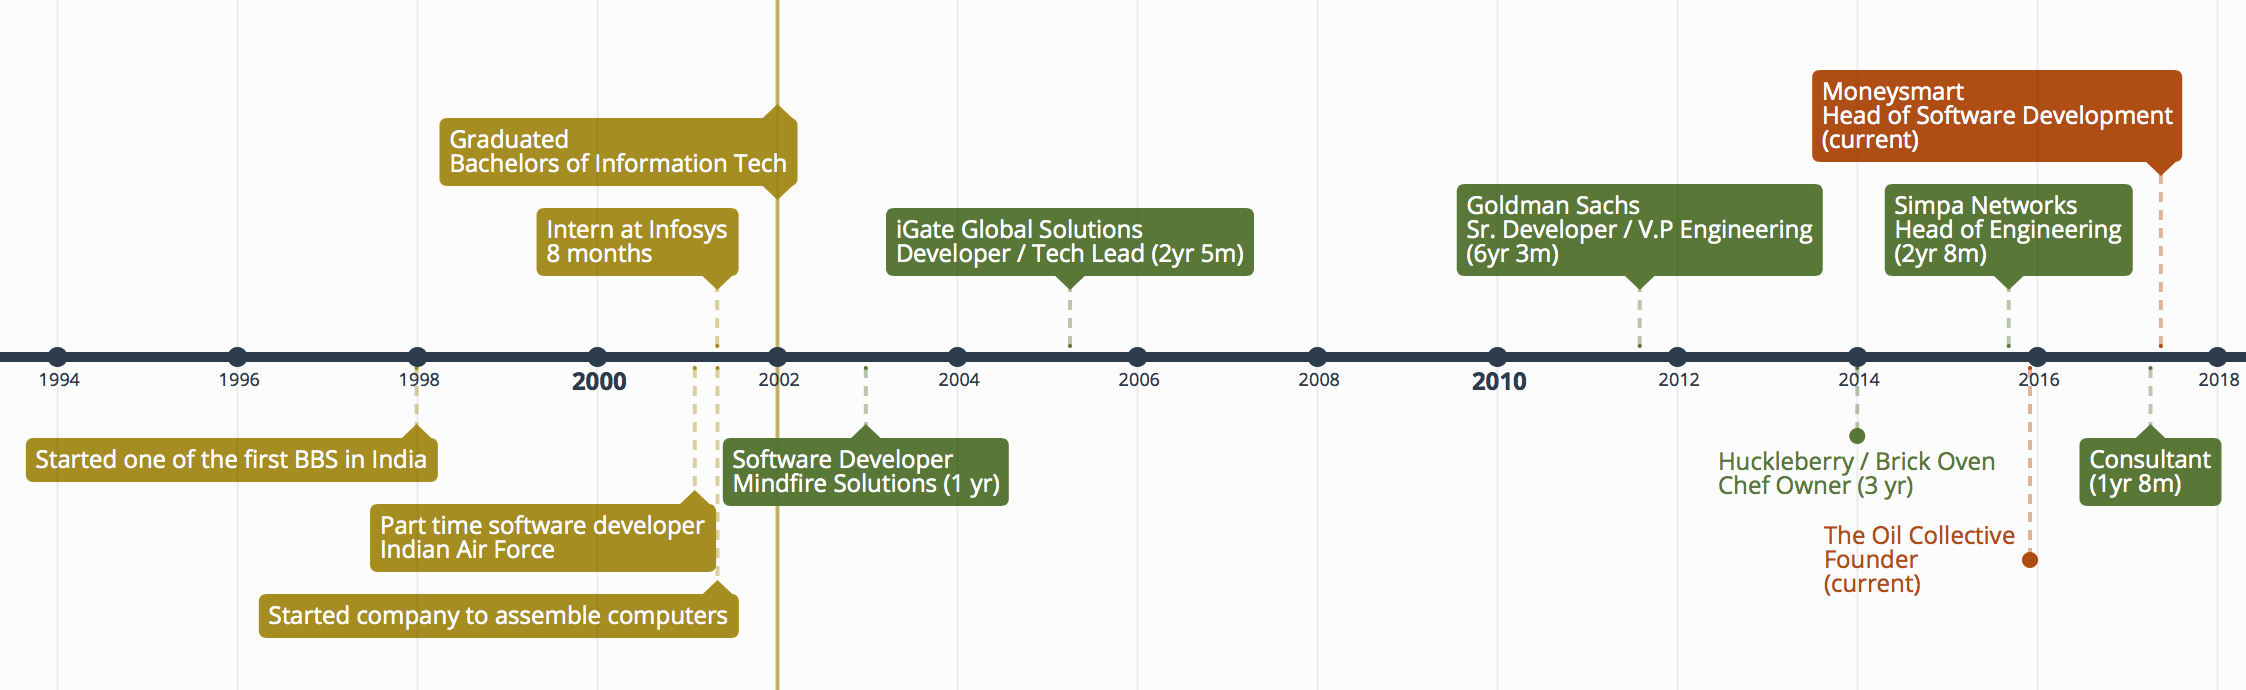 Moneysmart
Head of Software Development
(current)
Graduated
Bachelors of Information Tech
Intern at Infosys
8 months
iGate Global Solutions
Developer / Tech Lead (2yr 5m)
Goldman Sachs
Sr. Developer / V.P Engineering
(6yr 3m)
Simpa Networks
Head of Engineering
(2yr 8m)
1994 1996 1998 2000 2002 2004 2006 2008 2010 2012 2014 2016 2018
Started one of the first BBS in India
Software Developer
Mindfire Solutions (1 yr)
Huckleberry / Brick Oven
Chef Owner (3 yr)
Consultant
(1yr 8m)
Part time software developer
Indian Air Force
The Oil Collective
Founder
(current)
Started company to assemble computers